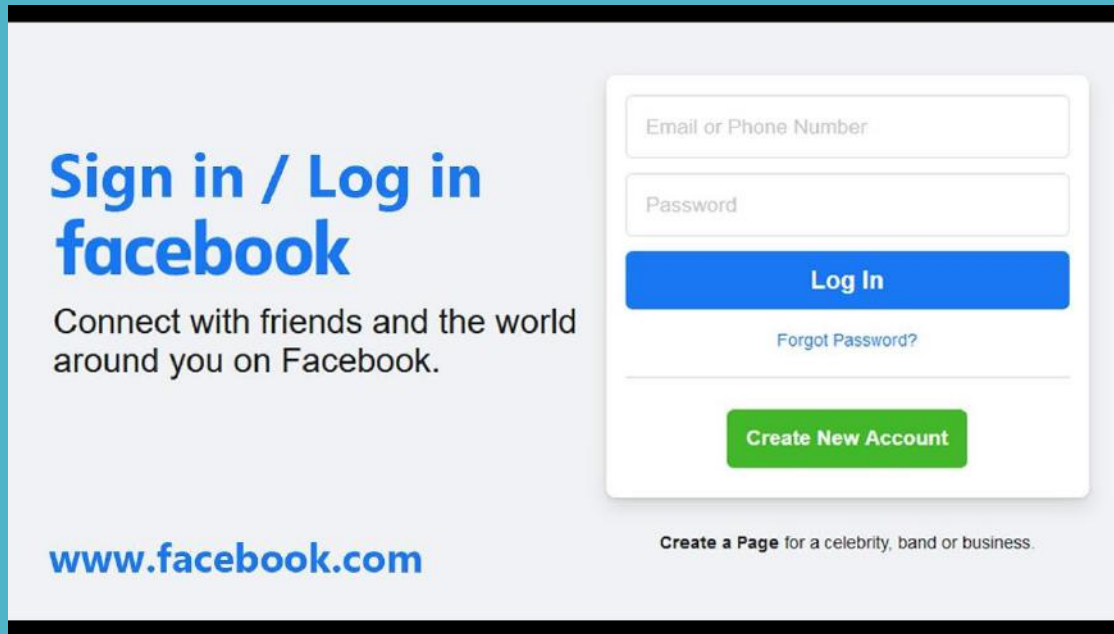 Sign in / Log in
facebook
Connect with friends and the world
around you on Facebook.
www.facebook.com
Email or Phone Number
Password
Log In
Forgot Password?
Create New Account
Create a Page for a celebrity, band or business.